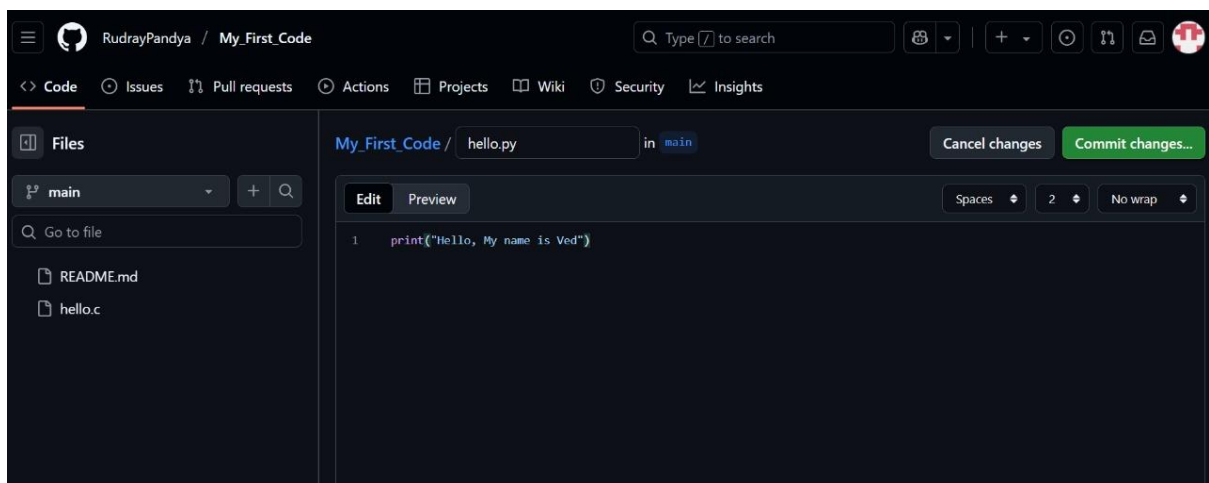 RudrayPandya / My_First_Code
Type / to search
Code Issues Pull requests Actions Projects Wiki Security Insights
Files
main
Go to file
README.md
hello.c
My_First_Code / hello.py in main
Cancel changes Commit changes...
Edit Preview
Spaces 2 No wrap
1 print("Hello, My name is Ved")